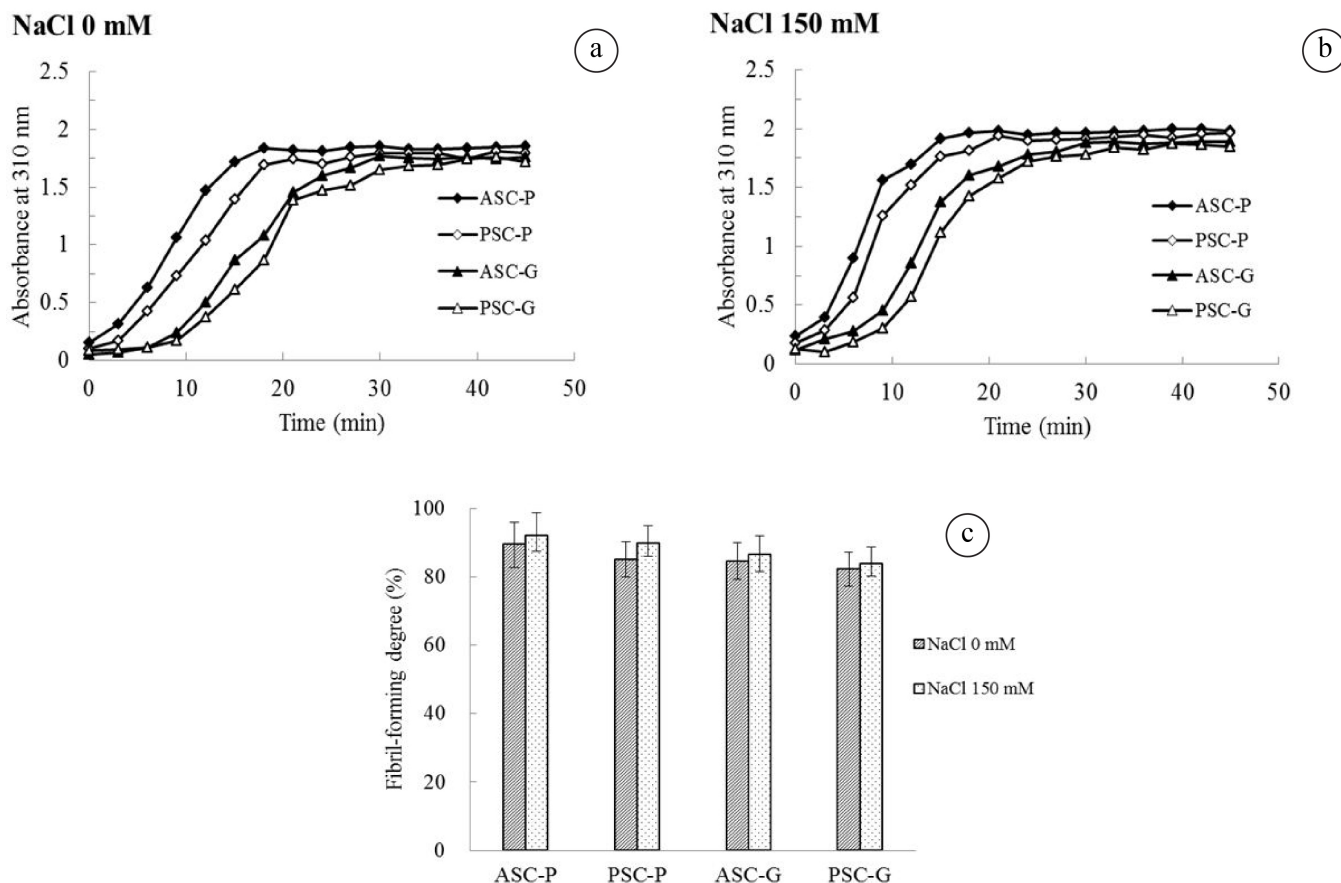 NaCl 0 mM
a
2.5
2
1.5
1
0.5
0
Absorbance at 310 nm
ASC-P
PSC-P
ASC-G
PSC-G
0 10 20 30 40 50
Time (min)
NaCl 150 mM
b
2.5
2
1.5
1
0.5
0
Absorbance at 310 nm
ASC-P
PSC-P
ASC-G
PSC-G
0 10 20 30 40 50
Time (min)
c
100
80
60
40
20
0
Fibril-forming degree (%)
NaCl 0 mM
NaCl 150 mM
ASC-P PSC-P ASC-G PSC-G